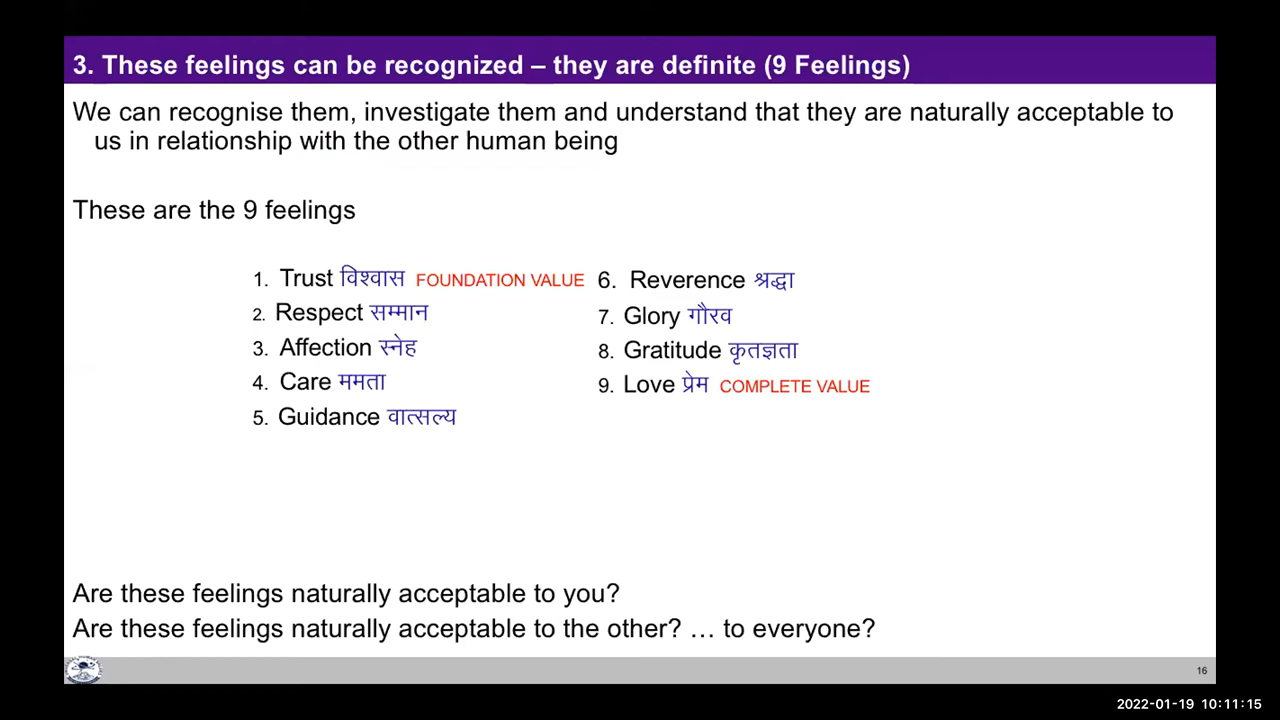 3. These feelings can be recognized – they are definite (9 Feelings)
We can recognise them, investigate them and understand that they are naturally acceptable to
us in relationship with the other human being
These are the 9 feelings
1. Trust विश्वास FOUNDATION VALUE
2. Respect सम्मान
3. Affection स्नेह
4. Care ममता
5. Guidance वात्सल्य
6. Reverence श्रद्धा
7. Glory गौरव
8. Gratitude कृतज्ञता
9. Love प्रेम COMPLETE VALUE
Are these feelings naturally acceptable to you?
Are these feelings naturally acceptable to the other? … to everyone?
16
2022-01-19 10:11:15